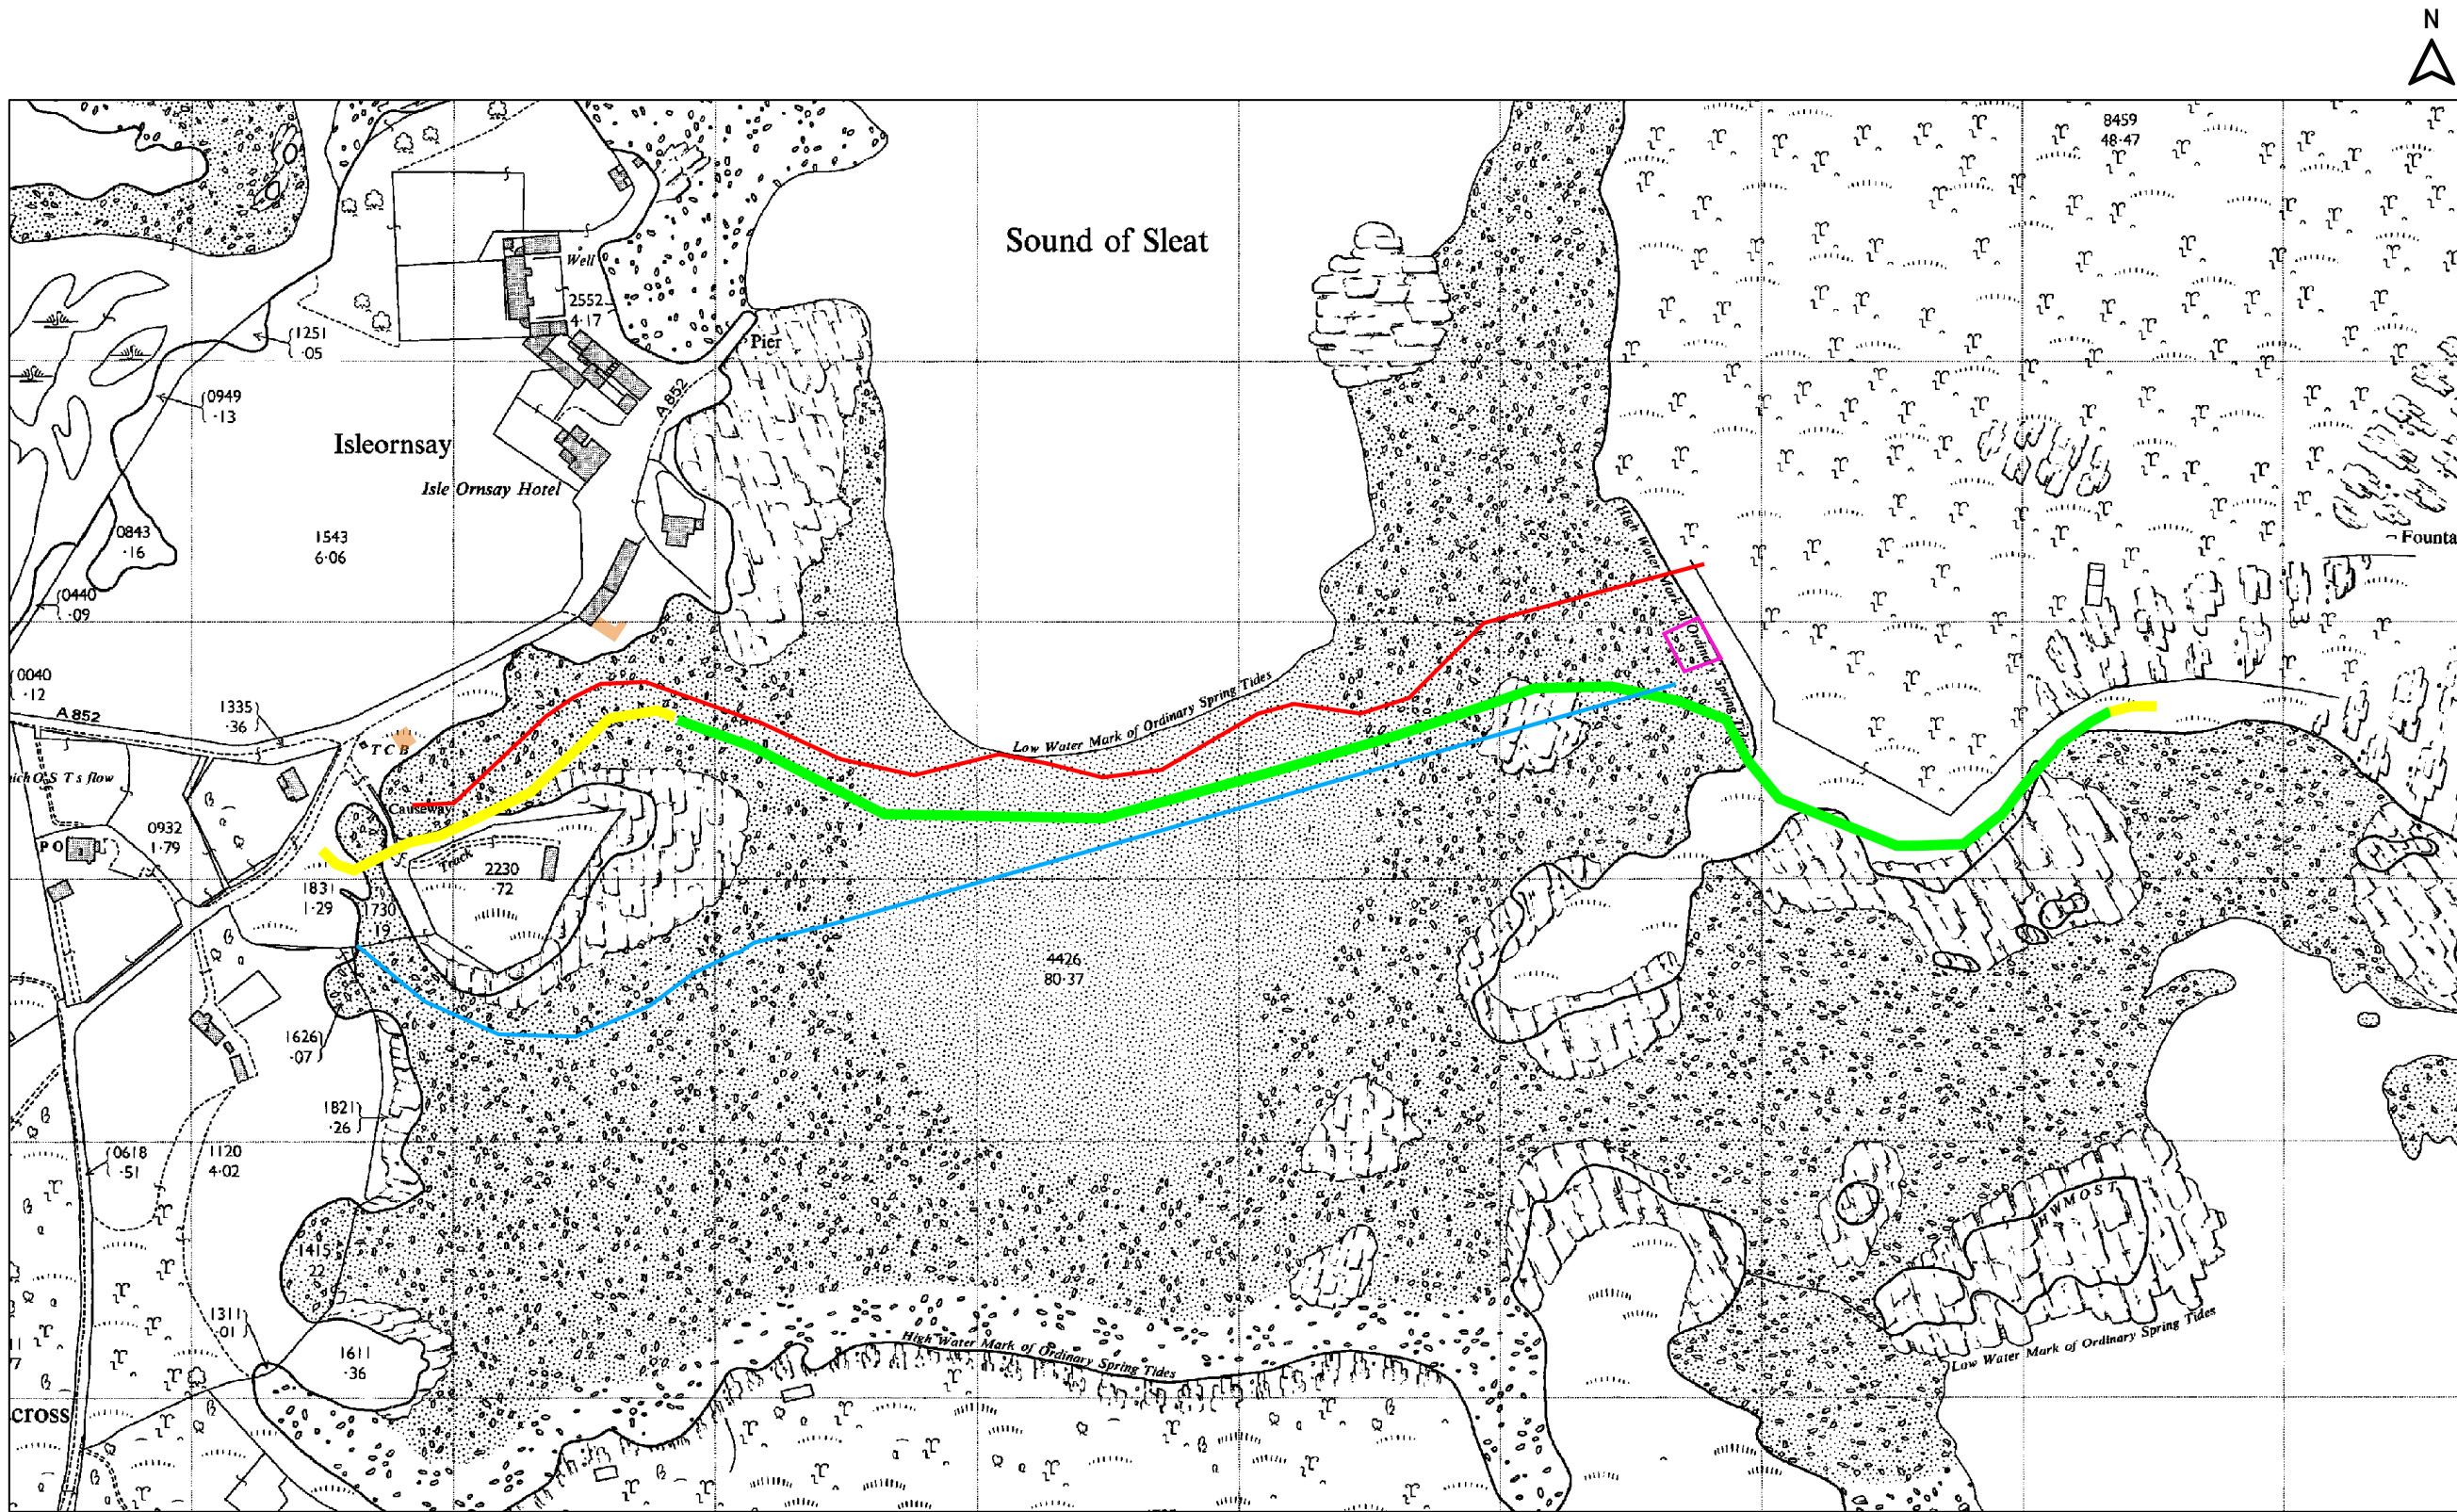 N
8459
48·47
Sound of Sleat
Well
2552
4·17
1251
·05
Pier
A 852
0949
·13
Isleornsay
Isle Ornsay Hotel
High Water Mark of Ordinary Spring Tides
Founta
0843
·16
1543
6·06
0440
·09
0040
·12
A 852
1335
·36
T C B
Low Water Mark of Ordinary Spring Tides
ich O S T s flow
Causeway
0932
1·79
P O
Track
2230
·72
1831
1·29
1730
·19
4426
80·37
1626
·07
1821
·26
0618
·51
1120
4·02
H W M O S T
1415
·22
1311
·01
High Water Mark of Ordinary Spring Tides
Low Water Mark of Ordinary Spring Tides
11
7
1611
·36
cross